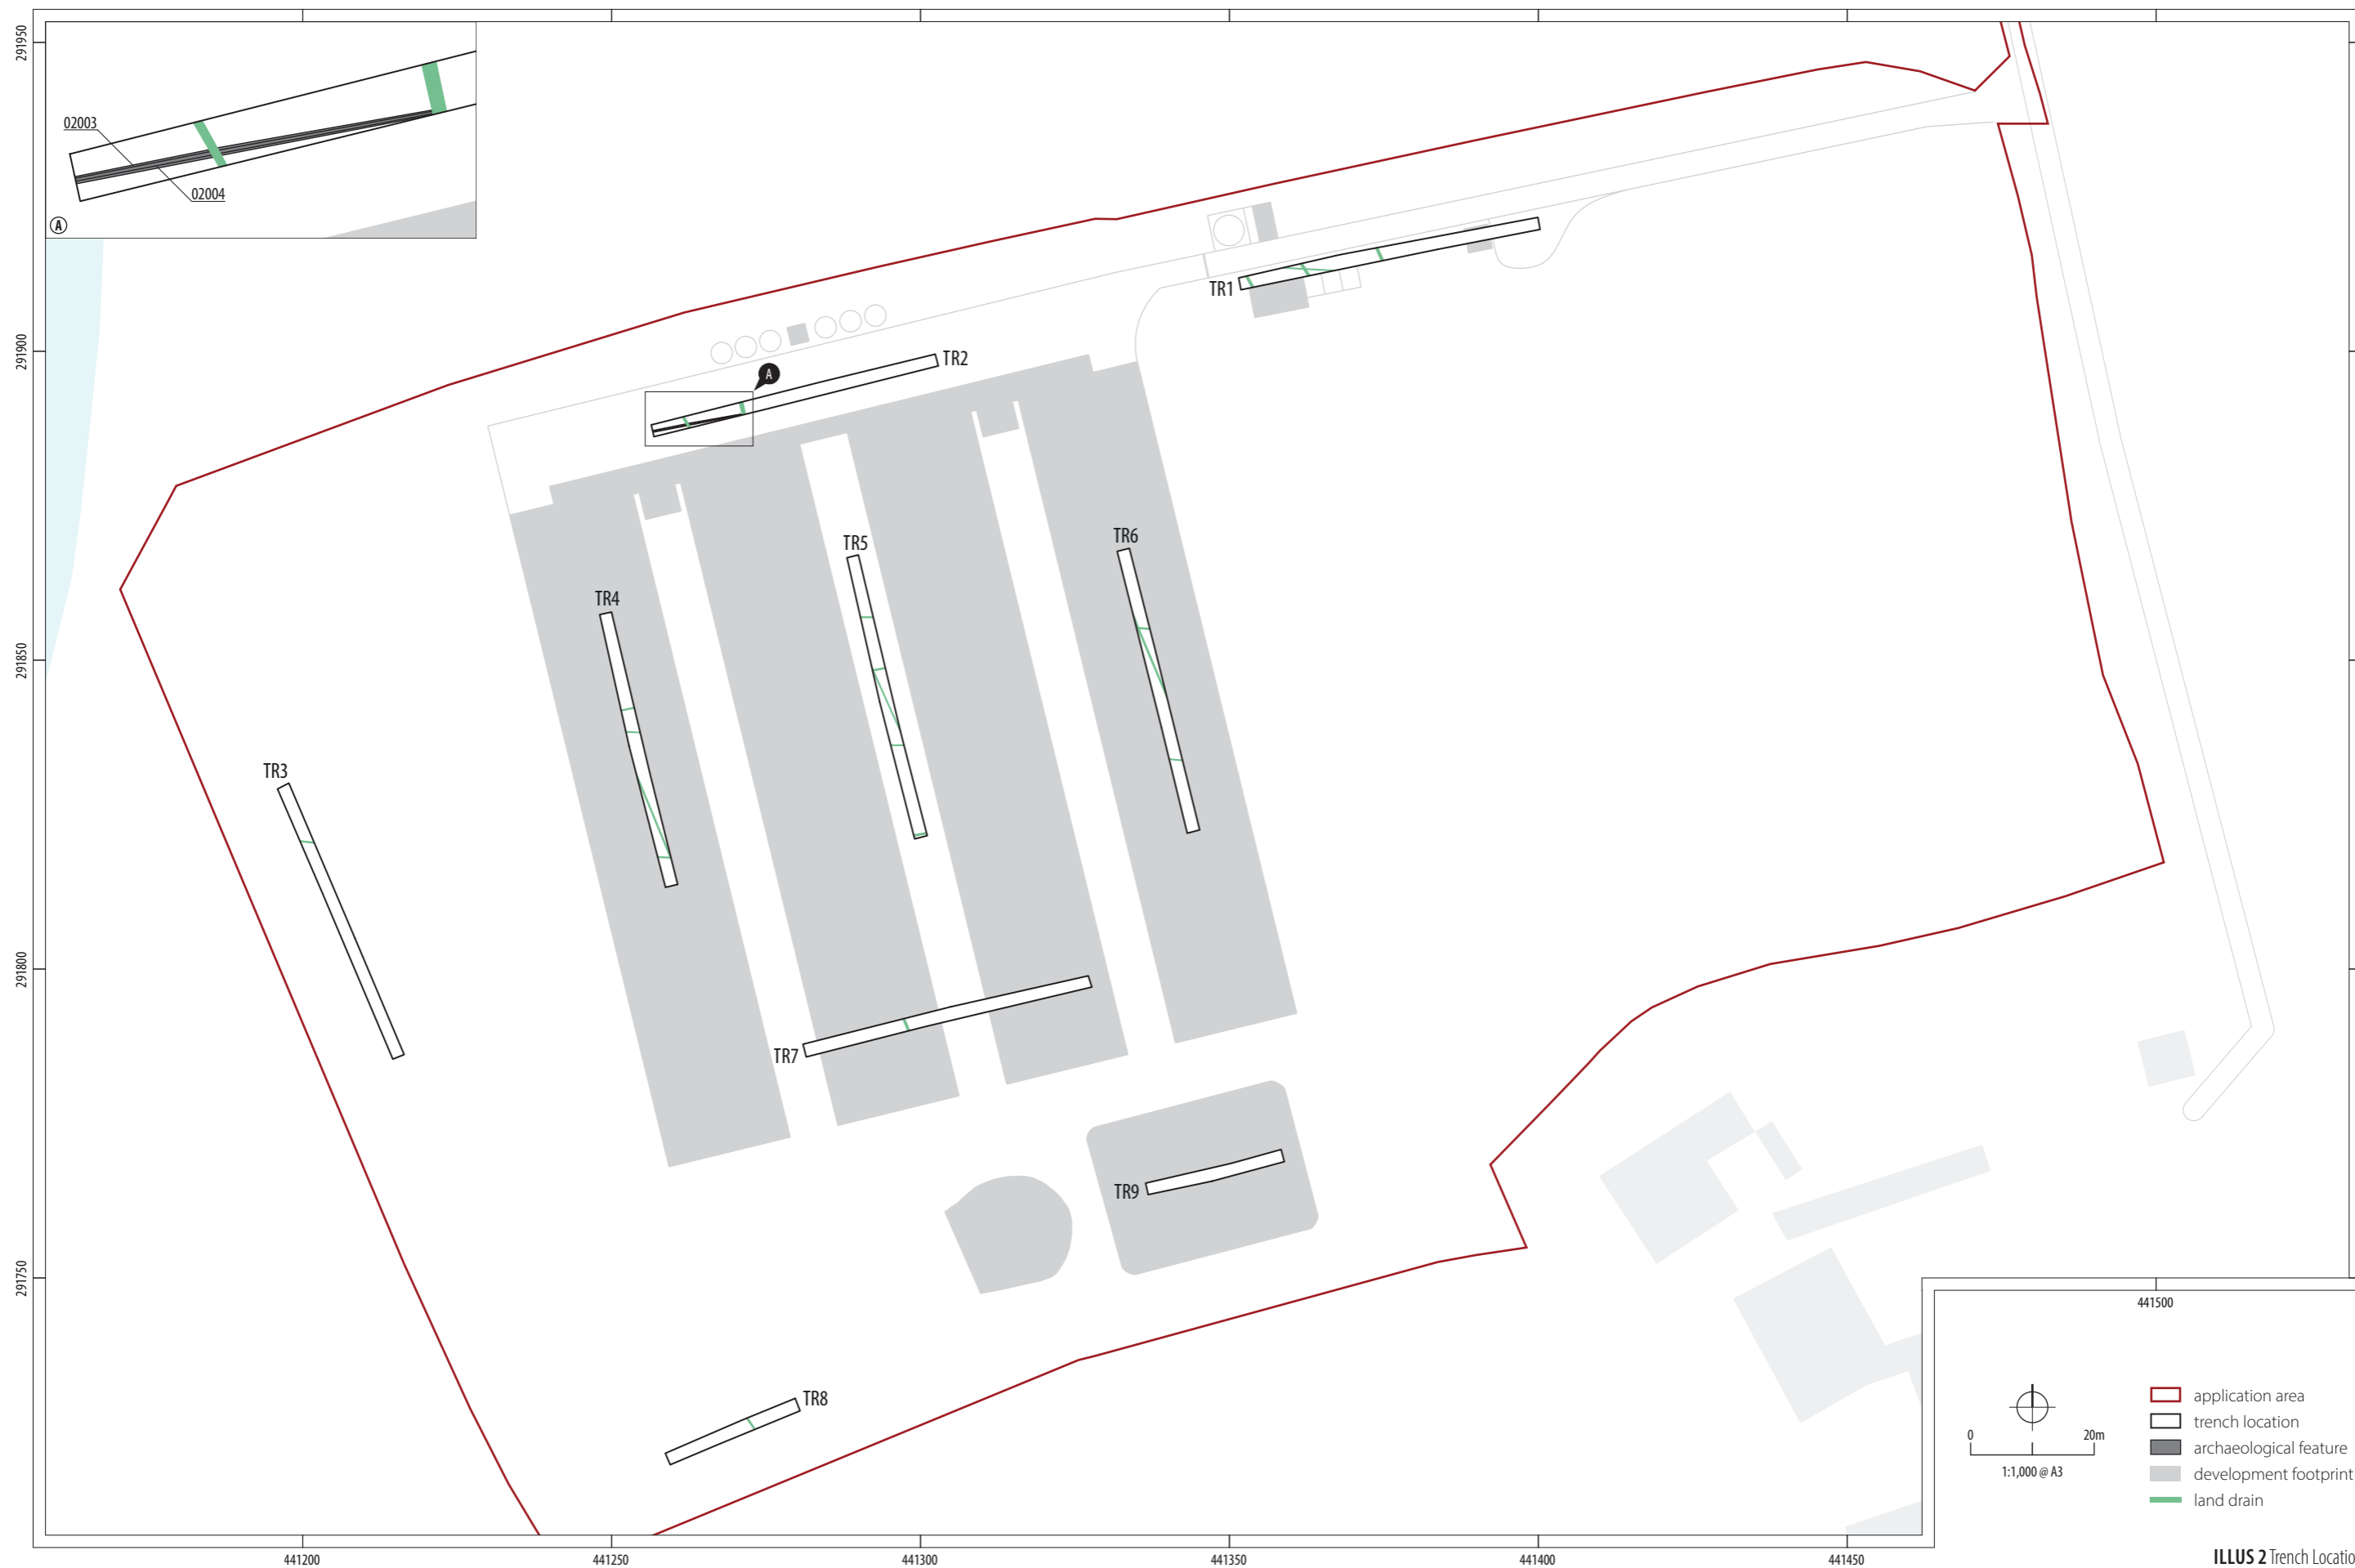 291950
02003
02004
A
TR1
291900
TR2
A
TR5
TR6
TR4
291850
TR3
291800
TR7
TR9
291750
441500
TR8
application area
trench location
0 20m
archaeological feature
1:1,000 @ A3
development footprint
land drain
441200 441250 441300 441350 441400 441450
ILLUS 2 Trench Locatio